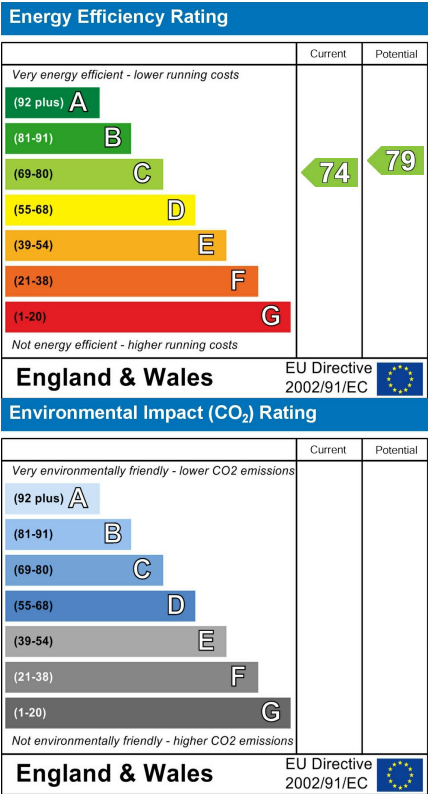 Energy Efficiency Rating
Current Potential
Very energy efficient - lower running costs
(92 plus) A
(81-91) B
(69-80) C
74 79
(55-68) D
(39-54) E
(21-38) F
(1-20) G
Not energy efficient - higher running costs
England & Wales
EU Directive
2002/91/EC
Environmental Impact (CO₂) Rating
Current Potential
Very environmentally friendly - lower CO2 emissions
(92 plus) A
(81-91) B
(69-80) C
(55-68) D
(39-54) E
(21-38) F
(1-20) G
Not environmentally friendly - higher CO2 emissions
England & Wales
EU Directive
2002/91/EC